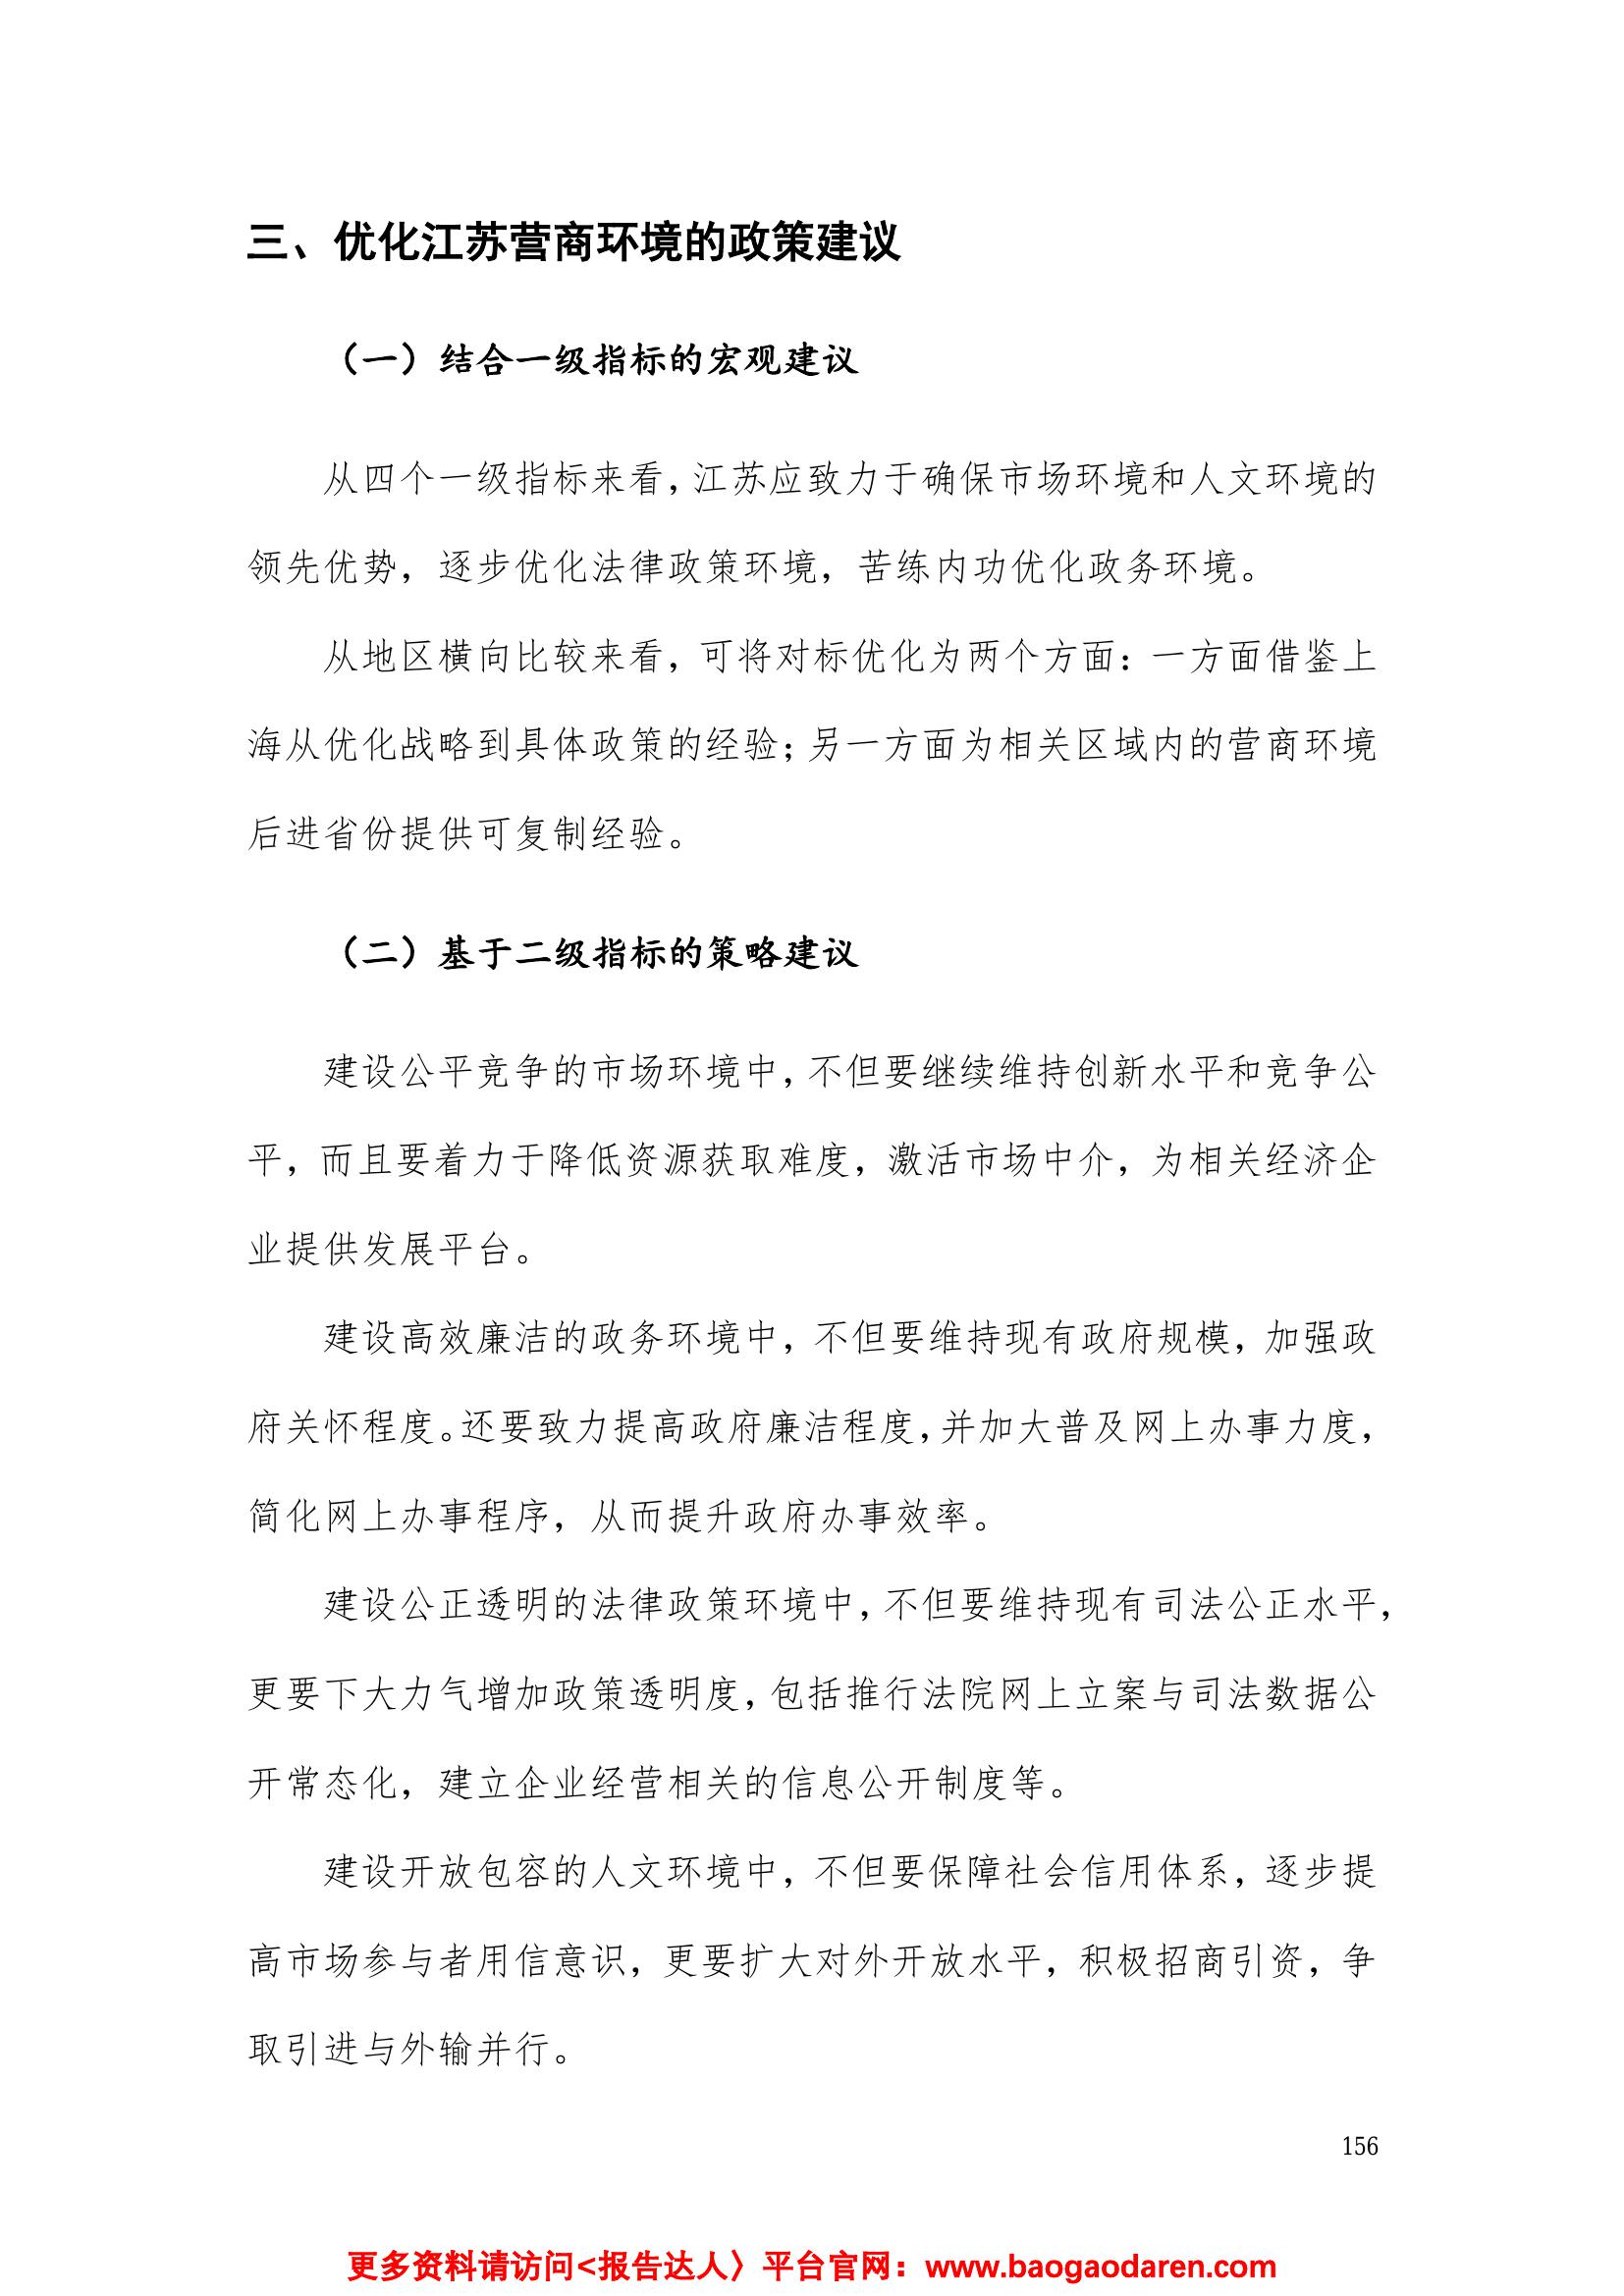 三、优化江苏营商环境的政策建议
（一）结合一级指标的宏观建议
从四个一级指标来看，江苏应致力于确保市场环境和人文环境的
领先优势，逐步优化法律政策环境，苦练内功优化政务环境。
从地区横向比较来看，可将对标优化为两个方面：一方面借鉴上
海从优化战略到具体政策的经验；另一方面为相关区域内的营商环境
后进省份提供可复制经验。
（二）基于二级指标的策略建议
建设公平竞争的市场环境中，不但要继续维持创新水平和竞争公
平，而且要着力于降低资源获取难度，激活市场中介，为相关经济企
业提供发展平台。
建设高效廉洁的政务环境中，不但要维持现有政府规模，加强政
府关怀程度。还要致力提高政府廉洁程度，并加大普及网上办事力度，
简化网上办事程序，从而提升政府办事效率。
建设公正透明的法律政策环境中，不但要维持现有司法公正水平，
更要下大力气增加政策透明度，包括推行法院网上立案与司法数据公
开常态化，建立企业经营相关的信息公开制度等。
建设开放包容的人文环境中，不但要保障社会信用体系，逐步提
高市场参与者用信意识，更要扩大对外开放水平，积极招商引资，争
取引进与外输并行。
156
更多资料请访问<报告达人〉平台官网：www.baogaodaren.com